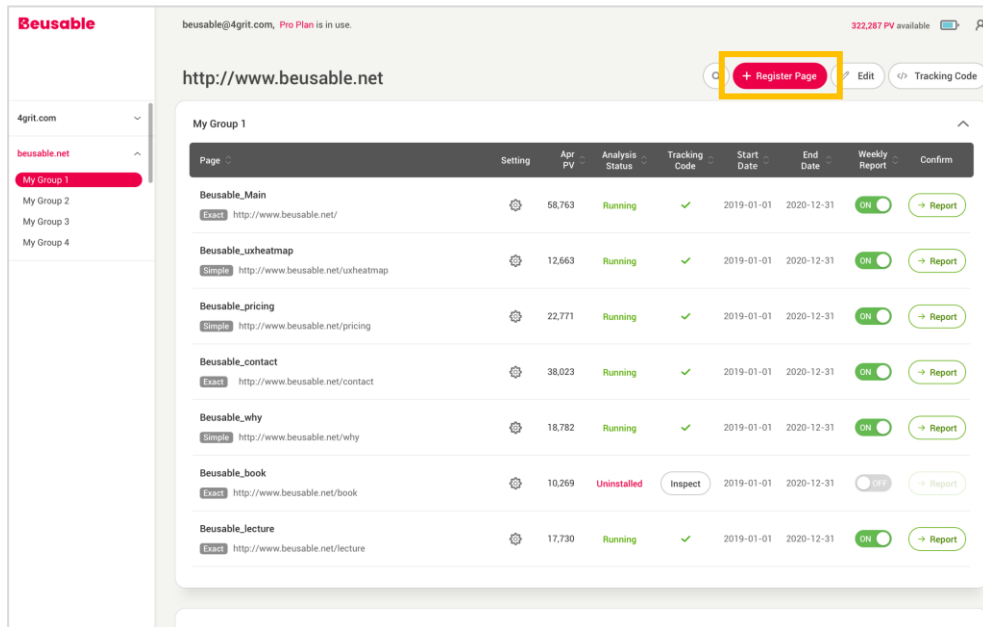 Beusable
beusable@4grit.com, Pro Plan is in use.
322,287 PV available
http://www.beusable.net
+ Register Page
Edit
</> Tracking Code
4grit.com
beusable.net
My Group 1
My Group 2
My Group 3
My Group 4
My Group 1
Page Setting Apr PV Analysis Status Tracking Code Start Date End Date Weekly Report Confirm
Beusable_Main
Exact http://www.beusable.net/ 58,763 Running 2019-01-01 2020-12-31 ON → Report
Beusable_uxheatmap
Simple http://www.beusable.net/uxheatmap 12,663 Running 2019-01-01 2020-12-31 ON → Report
Beusable_pricing
Simple http://www.beusable.net/pricing 22,771 Running 2019-01-01 2020-12-31 ON → Report
Beusable_contact
Exact http://www.beusable.net/contact 38,023 Running 2019-01-01 2020-12-31 ON → Report
Beusable_why
Simple http://www.beusable.net/why 18,782 Running 2019-01-01 2020-12-31 ON → Report
Beusable_book
Exact http://www.beusable.net/book 10,269 Uninstalled Inspect 2019-01-01 2020-12-31 OFF → Report
Beusable_lecture
Exact http://www.beusable.net/lecture 17,730 Running 2019-01-01 2020-12-31 ON → Report